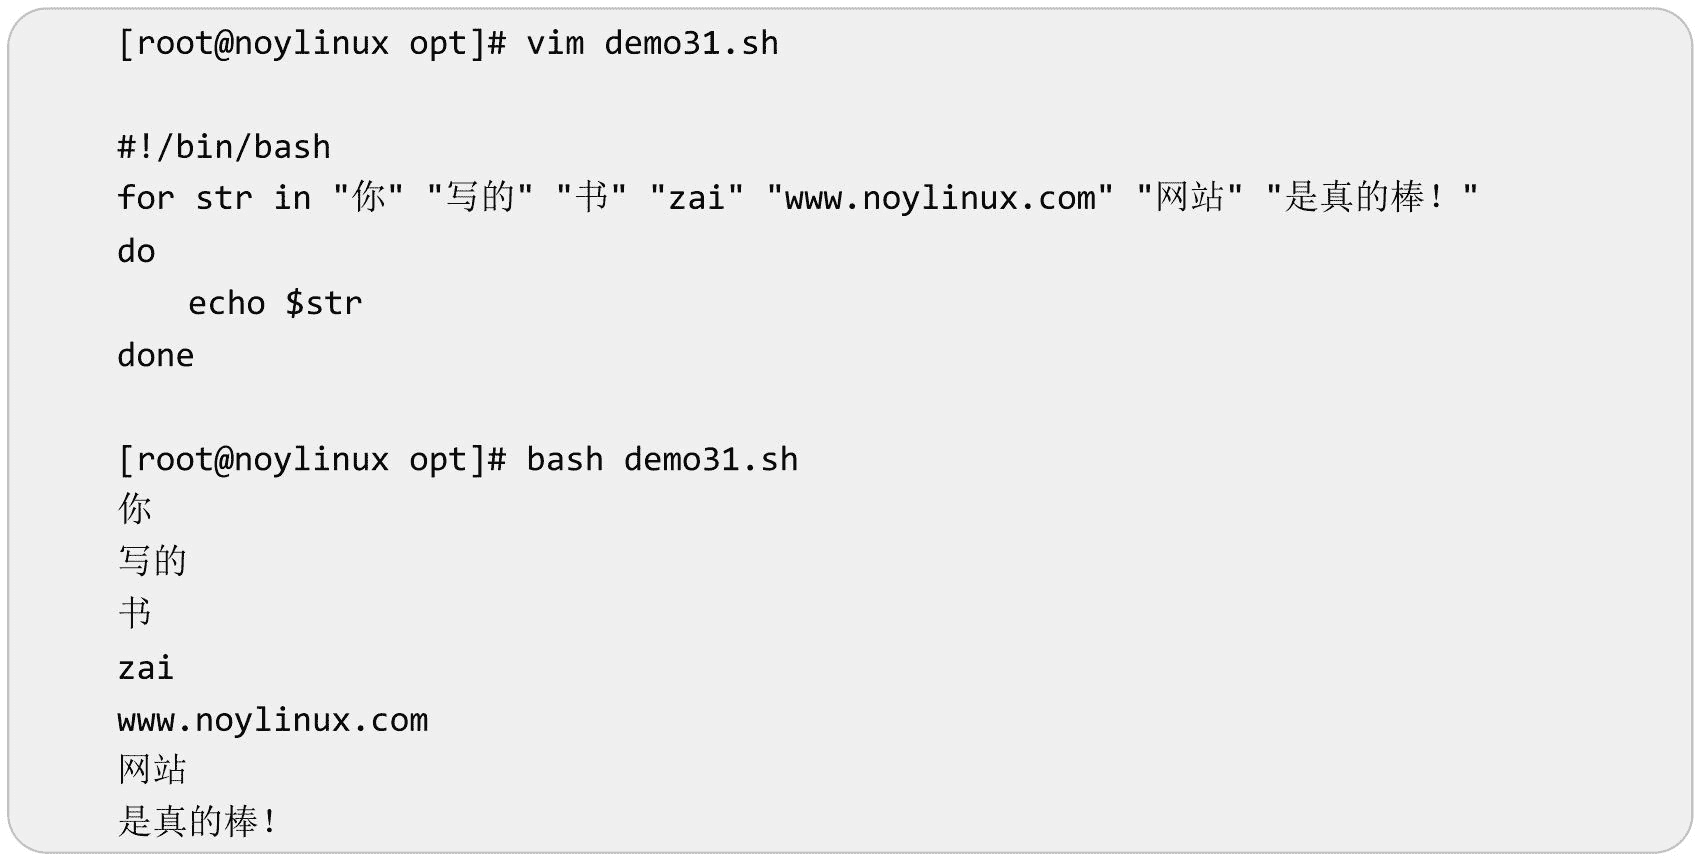 [root@noylinux opt]# vim demo31.sh
#!/bin/bash
for str in "你" "写的" "书" "zai" "www.noylinux.com" "网站" "是真的棒！"
do
    echo $str
done
[root@noylinux opt]# bash demo31.sh
你
写的
书
zai
www.noylinux.com
网站
是真的棒！